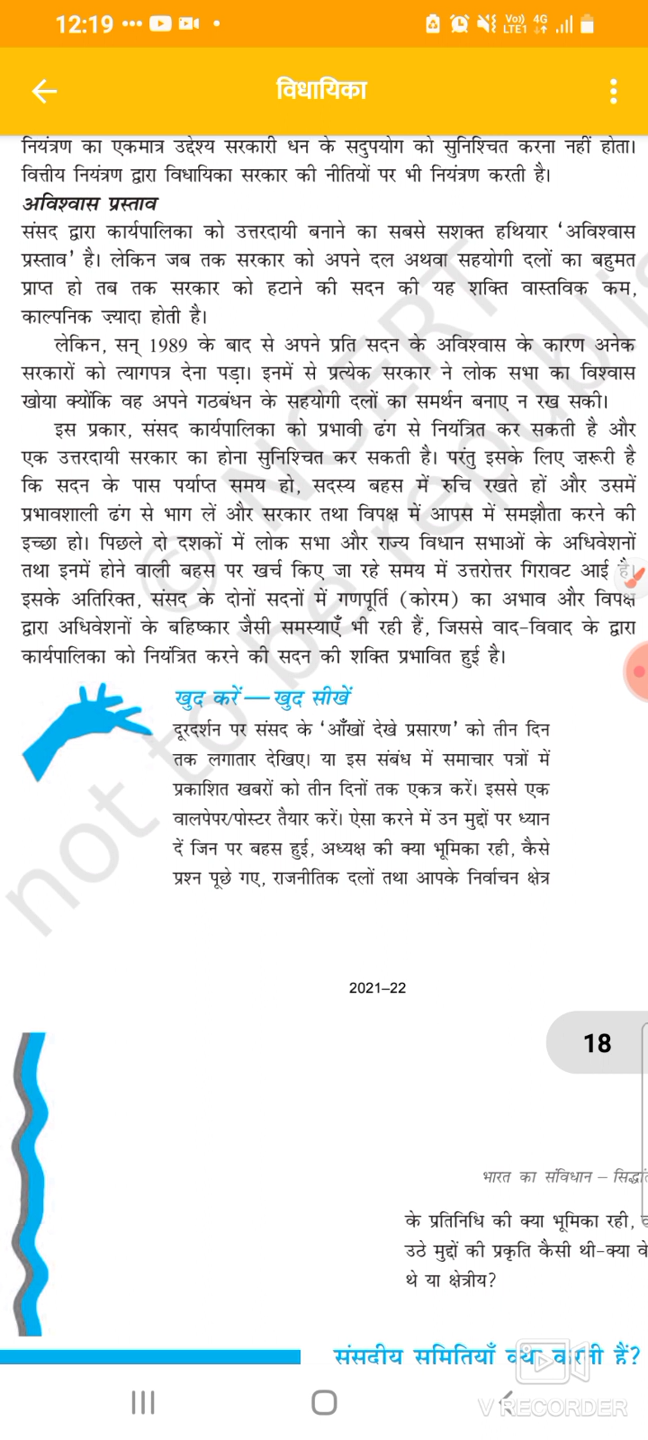 12:19
Vo)) 4G
LTE1
विधायिका
नियंत्रण का एकमात्र उद्देश्य सरकारी धन के सदुपयोग को सुनिश्चित करना नहीं होता।
वित्तीय नियंत्रण द्वारा विधायिका सरकार की नीतियों पर भी नियंत्रण करती है।
अविश्वास प्रस्ताव
संसद द्वारा कार्यपालिका को उत्तरदायी बनाने का सबसे सशक्त हथियार ‘अविश्वास
प्रस्ताव’ है। लेकिन जब तक सरकार को अपने दल अथवा सहयोगी दलों का बहुमत
प्राप्त हो तब तक सरकार को हटाने की सदन की यह शक्ति वास्तविक कम,
काल्पनिक ज़्यादा होती है।
लेकिन, सन् 1989 के बाद से अपने प्रति सदन के अविश्वास के कारण अनेक
सरकारों को त्यागपत्र देना पड़ा। इनमें से प्रत्येक सरकार ने लोक सभा का विश्वास
खोया क्योंकि वह अपने गठबंधन के सहयोगी दलों का समर्थन बनाए न रख सकी।
इस प्रकार, संसद कार्यपालिका को प्रभावी ढंग से नियंत्रित कर सकती है और
एक उत्तरदायी सरकार का होना सुनिश्चित कर सकती है। परंतु इसके लिए ज़रूरी है
कि सदन के पास पर्याप्त समय हो, सदस्य बहस में रुचि रखते हों और उसमें
प्रभावशाली ढंग से भाग लें और सरकार तथा विपक्ष में आपस में समझौता करने की
इच्छा हो। पिछले दो दशकों में लोक सभा और राज्य विधान सभाओं के अधिवेशनों
तथा इनमें होने वाली बहस पर खर्च किए जा रहे समय में उत्तरोत्तर गिरावट आई है।
इसके अतिरिक्त, संसद के दोनों सदनों में गणपूर्ति (कोरम) का अभाव और विपक्ष
द्वारा अधिवेशनों के बहिष्कार जैसी समस्याएँ भी रही हैं, जिससे वाद-विवाद के द्वारा
कार्यपालिका को नियंत्रित करने की सदन की शक्ति प्रभावित हुई है।
खुद करें — खुद सीखें
दूरदर्शन पर संसद के ‘आँखों देखे प्रसारण’ को तीन दिन
तक लगातार देखिए। या इस संबंध में समाचार पत्रों में
प्रकाशित खबरों को तीन दिनों तक एकत्र करें। इससे एक
वालपेपर/पोस्टर तैयार करें। ऐसा करने में उन मुद्दों पर ध्यान
दें जिन पर बहस हुई, अध्यक्ष की क्या भूमिका रही, कैसे
प्रश्न पूछे गए, राजनीतिक दलों तथा आपके निर्वाचन क्षेत्र
© NCERT
not to be republis
2021–22
18
भारत का संविधान – सिद्धांत
के प्रतिनिधि की क्या भूमिका रही,
उठे मुद्दों की प्रकृति कैसी थी-क्या वे
थे या क्षेत्रीय?
संसदीय समितियाँ क्या करती हैं?
V RECORDER